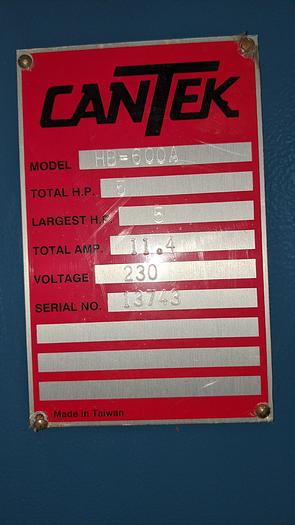 CANTEK
MODEL HB-600A
TOTAL H.P. 5
LARGEST H.P. 5
TOTAL AMP. 11.4
VOLTAGE 230
SERIAL NO. 13743
Made in Taiwan